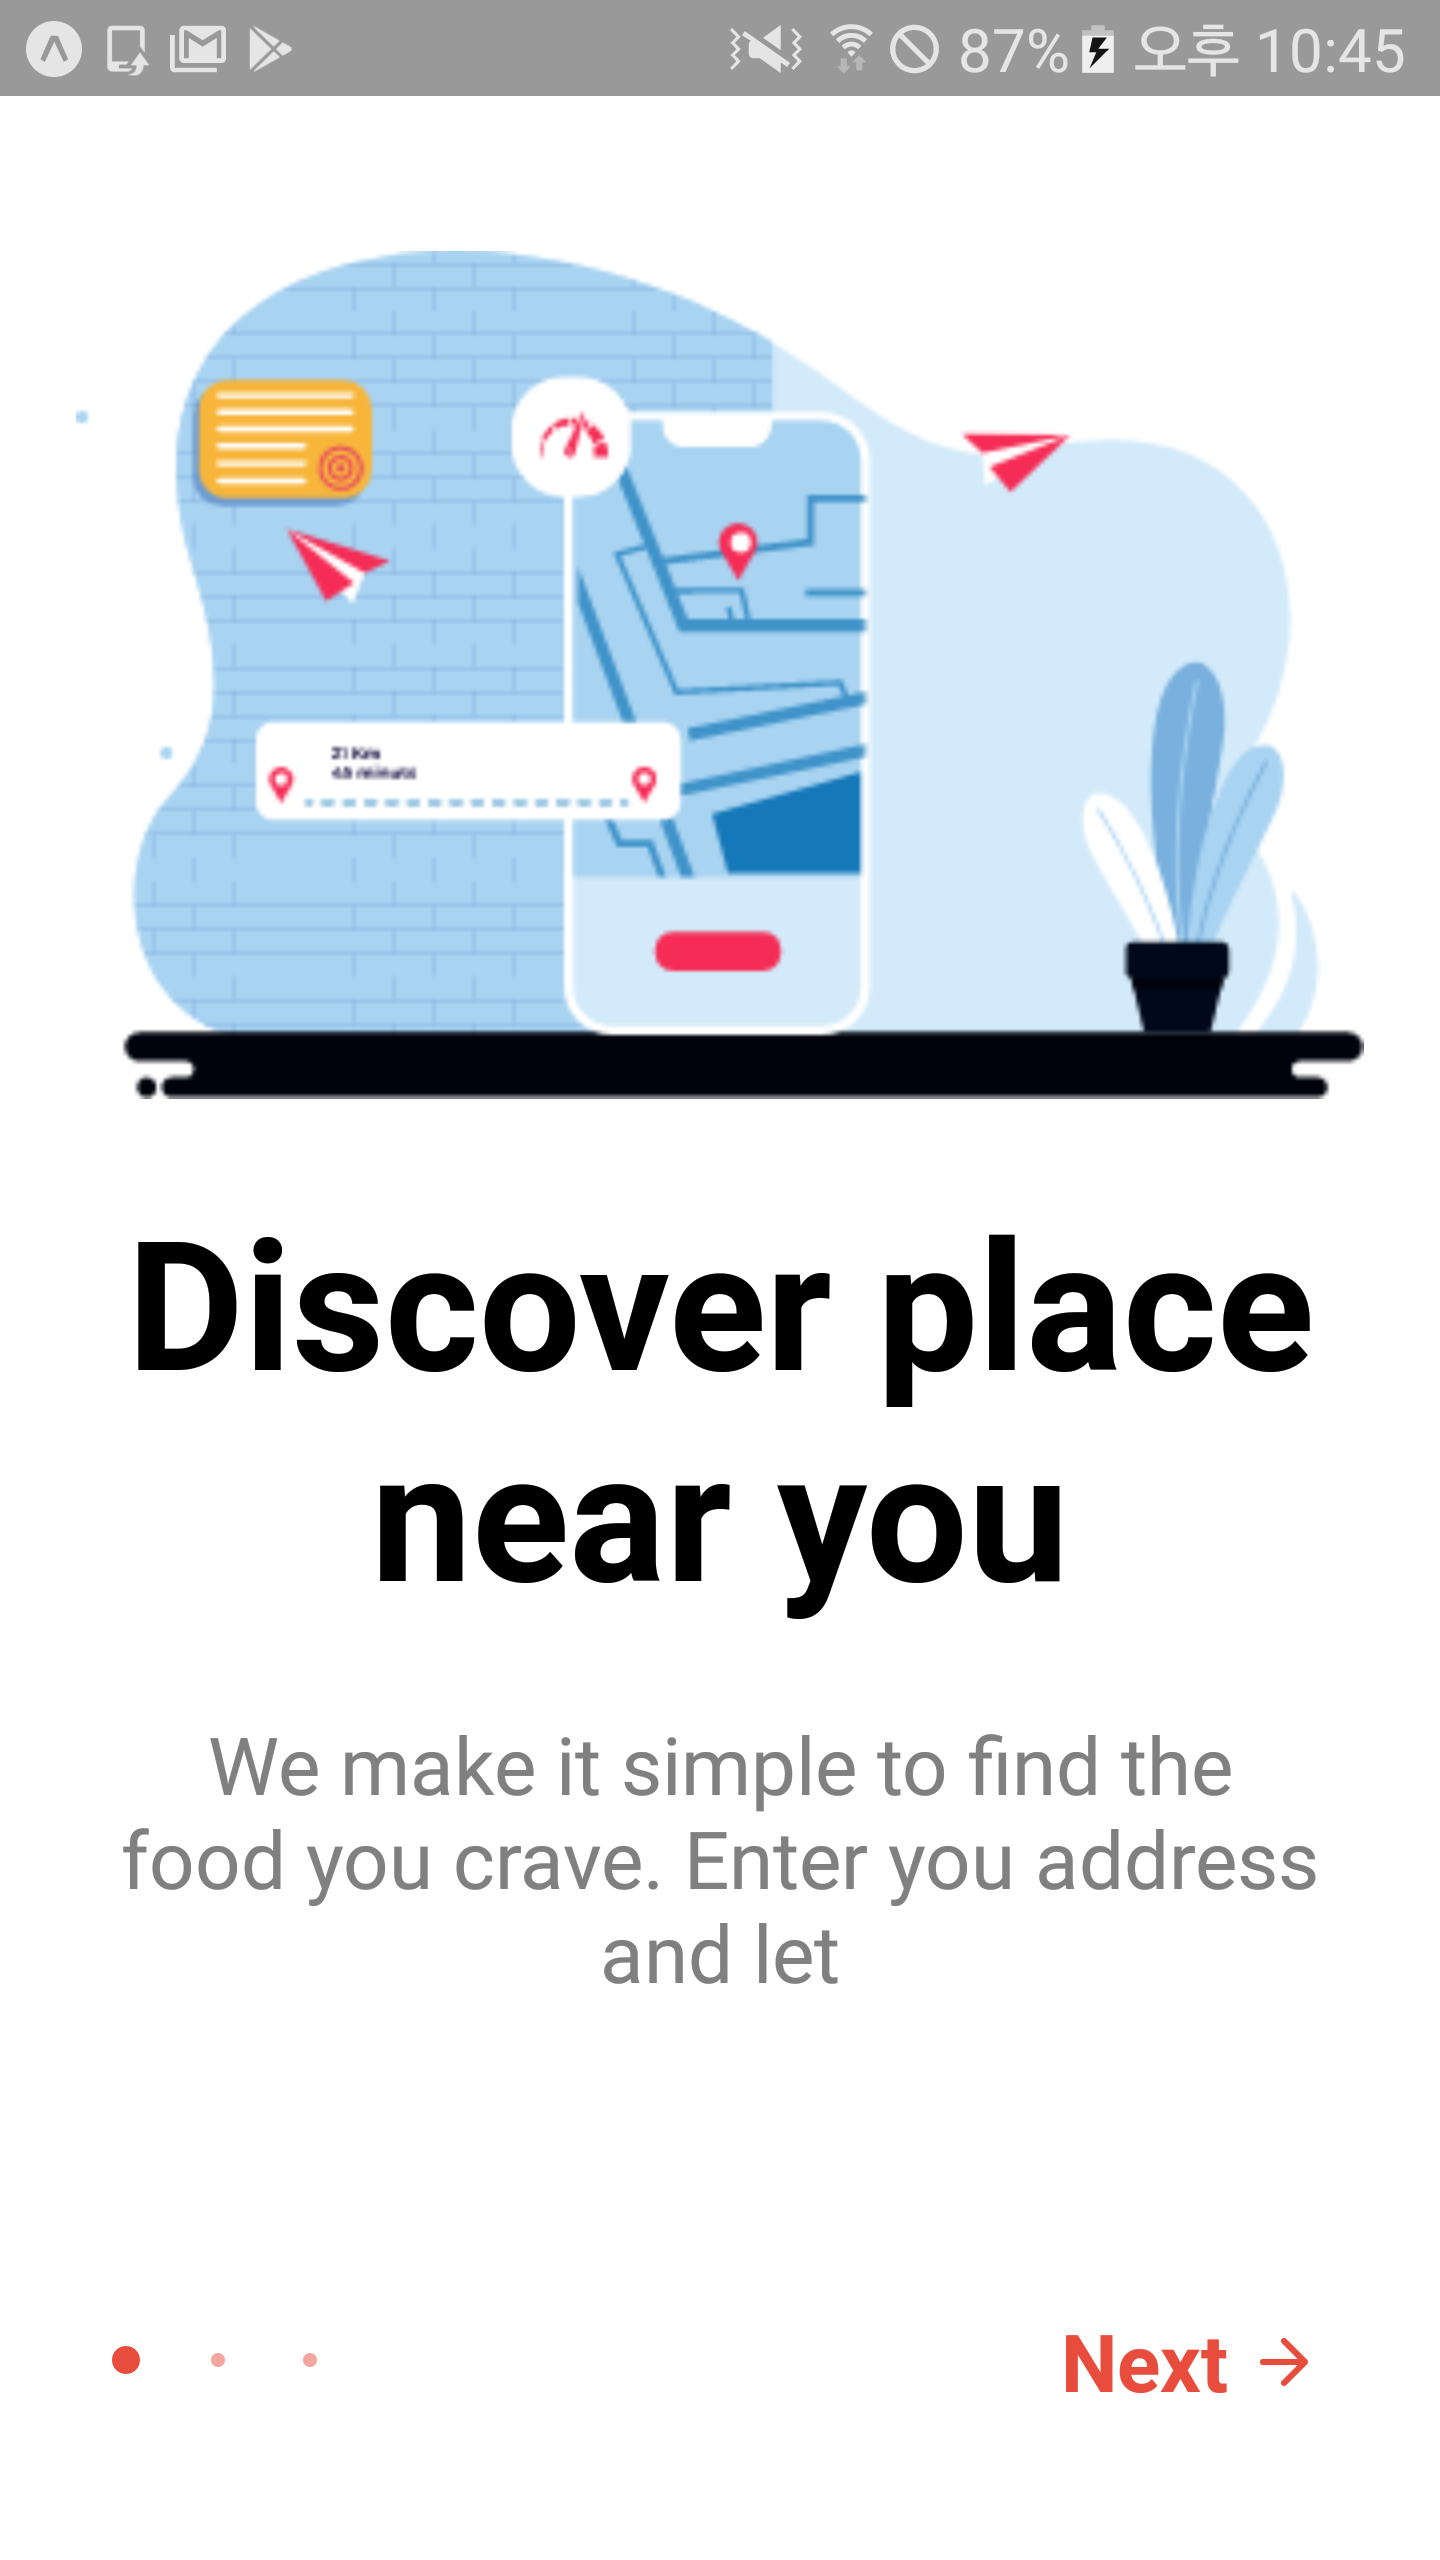 87% 오후 10:45
21 Km
45 minute
Discover place
near you
We make it simple to find the
food you crave. Enter you address
and let
Next